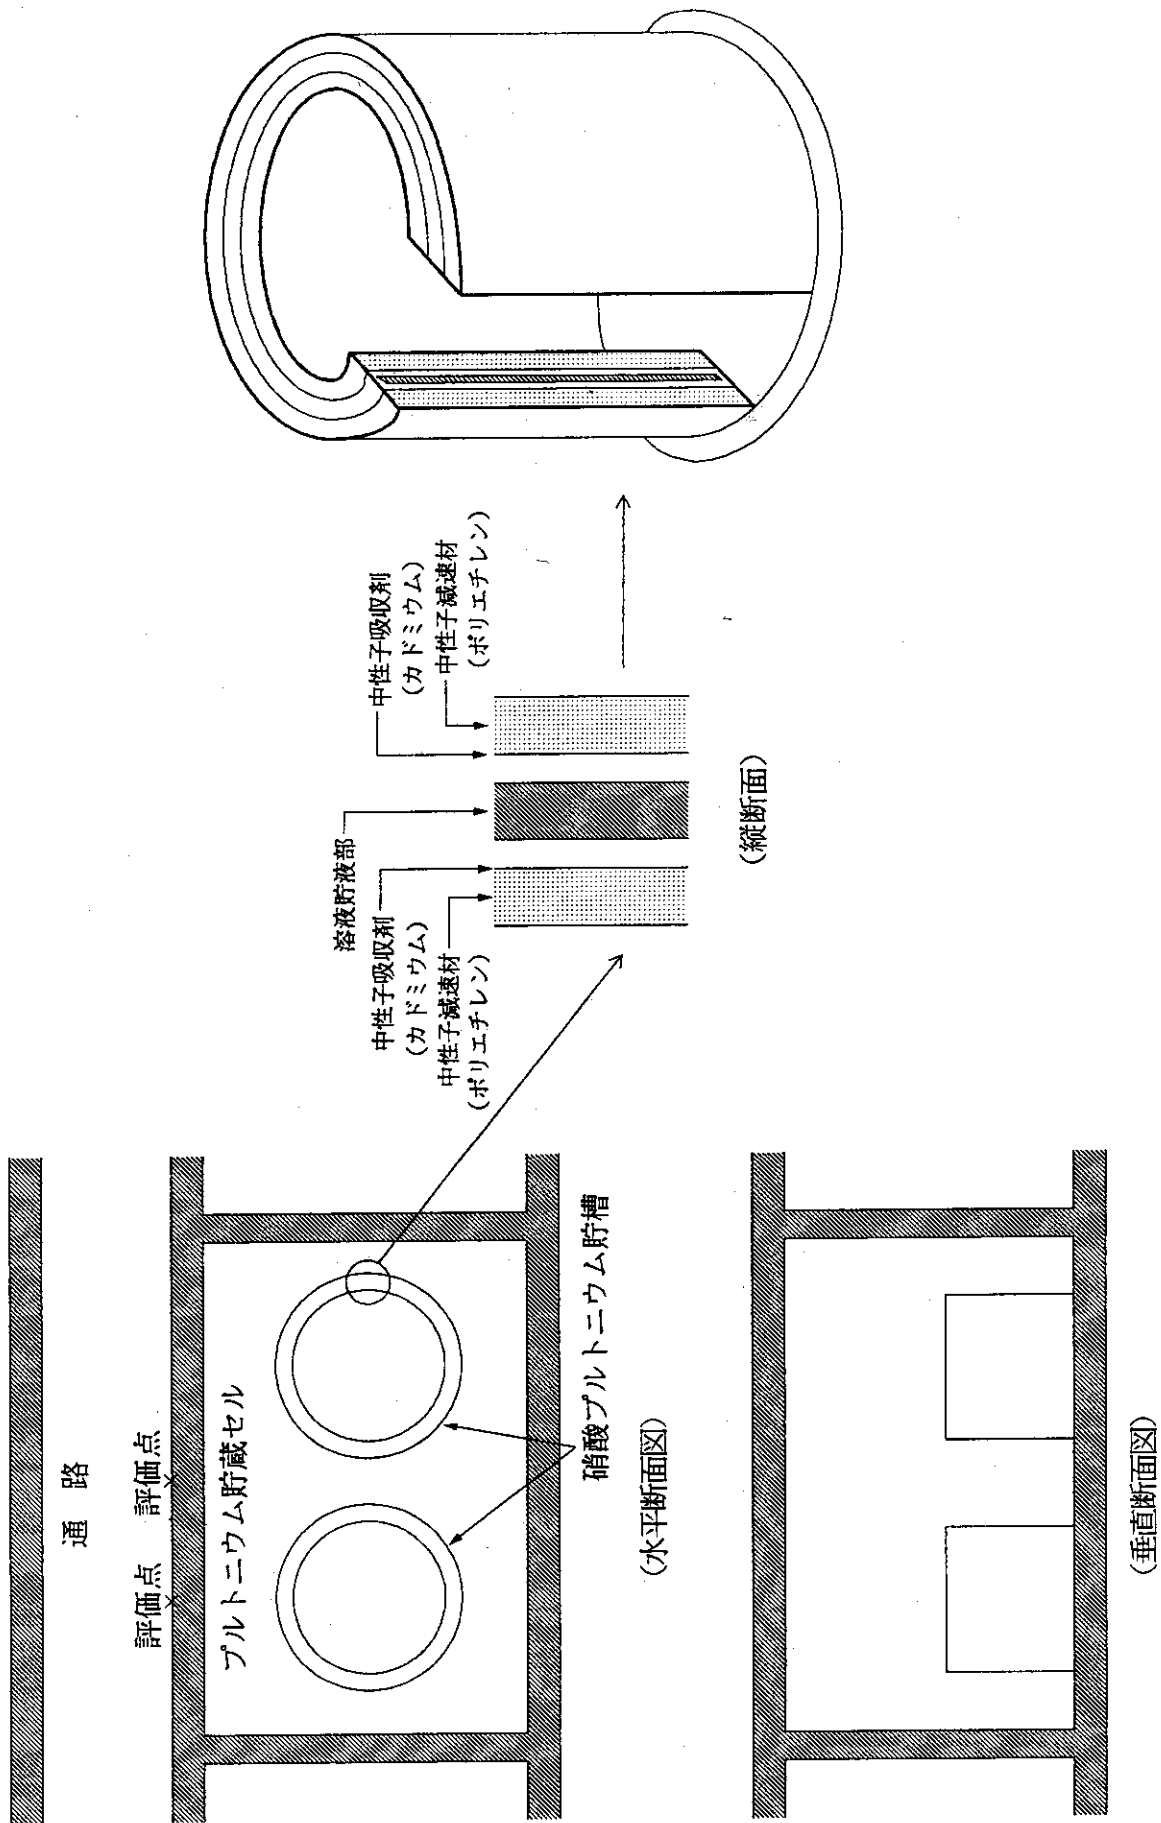 通 路
評価点
評価点
プルトニウム貯蔵セル
硝酸プルトニウム貯槽
(水平断面図)
(垂直断面図)
溶液貯液部
中性子吸収剤
(カドミウム)
中性子減速材
(ポリエチレン)
中性子吸収剤
(カドミウム)
中性子減速材
(ポリエチレン)
(縦断面)